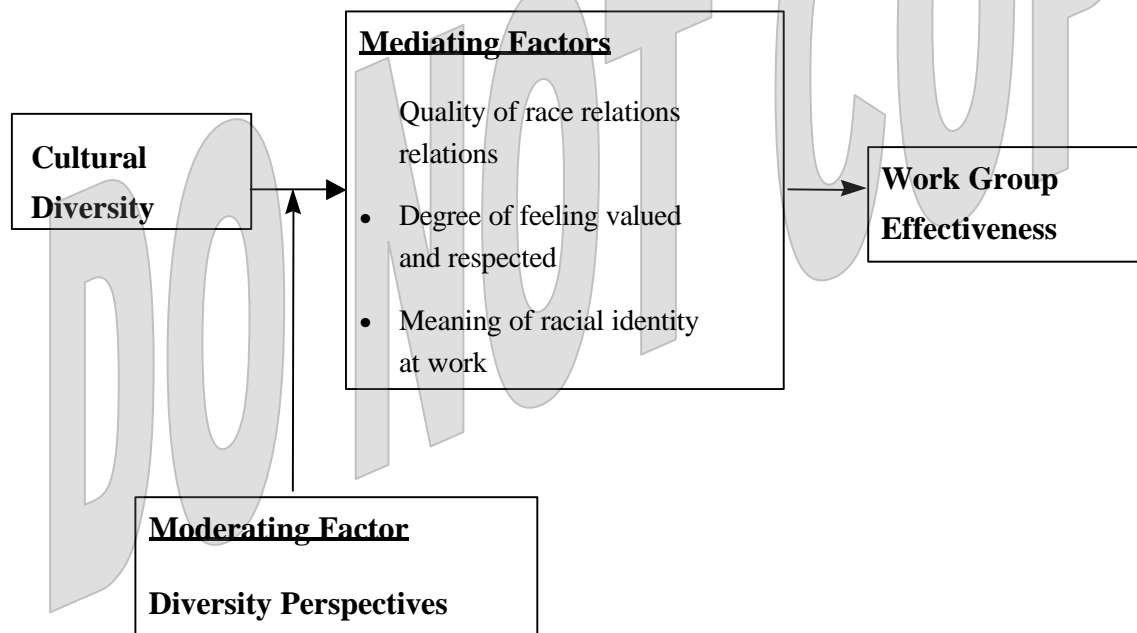 Mediating Factors
Quality of race relations
relations
Cultural
Diversity
• Degree of feeling valued
and respected
• Meaning of racial identity
at work
Work Group
Effectiveness
Moderating Factor
Diversity Perspectives
DO NOT COP